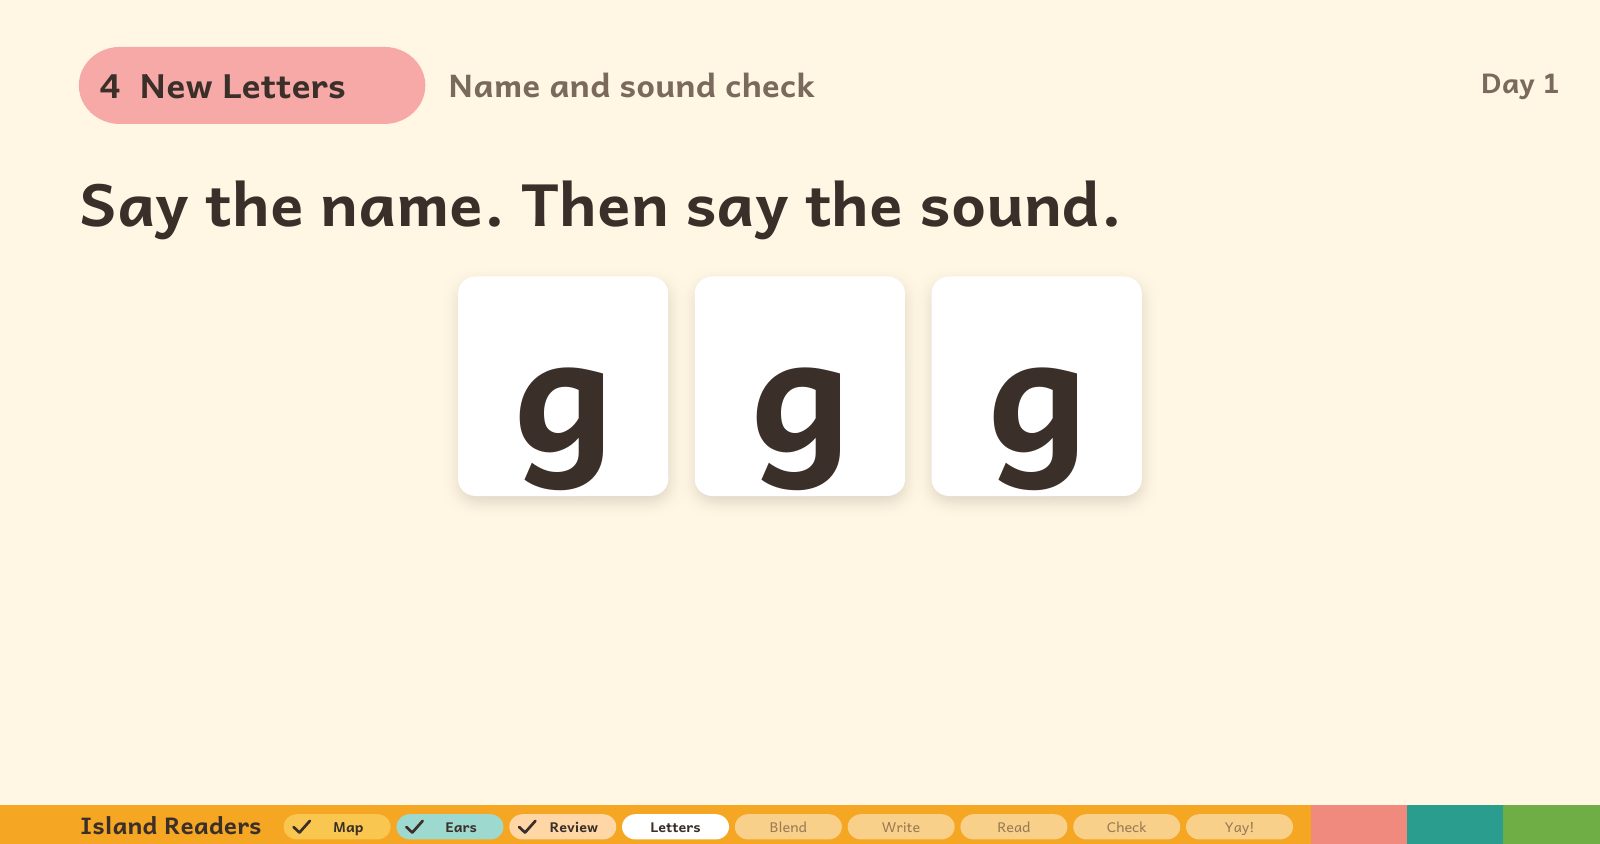 4 New Letters
Name and sound check
Day 1
Say the name. Then say the sound.
g g g
Island Readers Map Ears Review Letters Blend Write Read Check Yay!